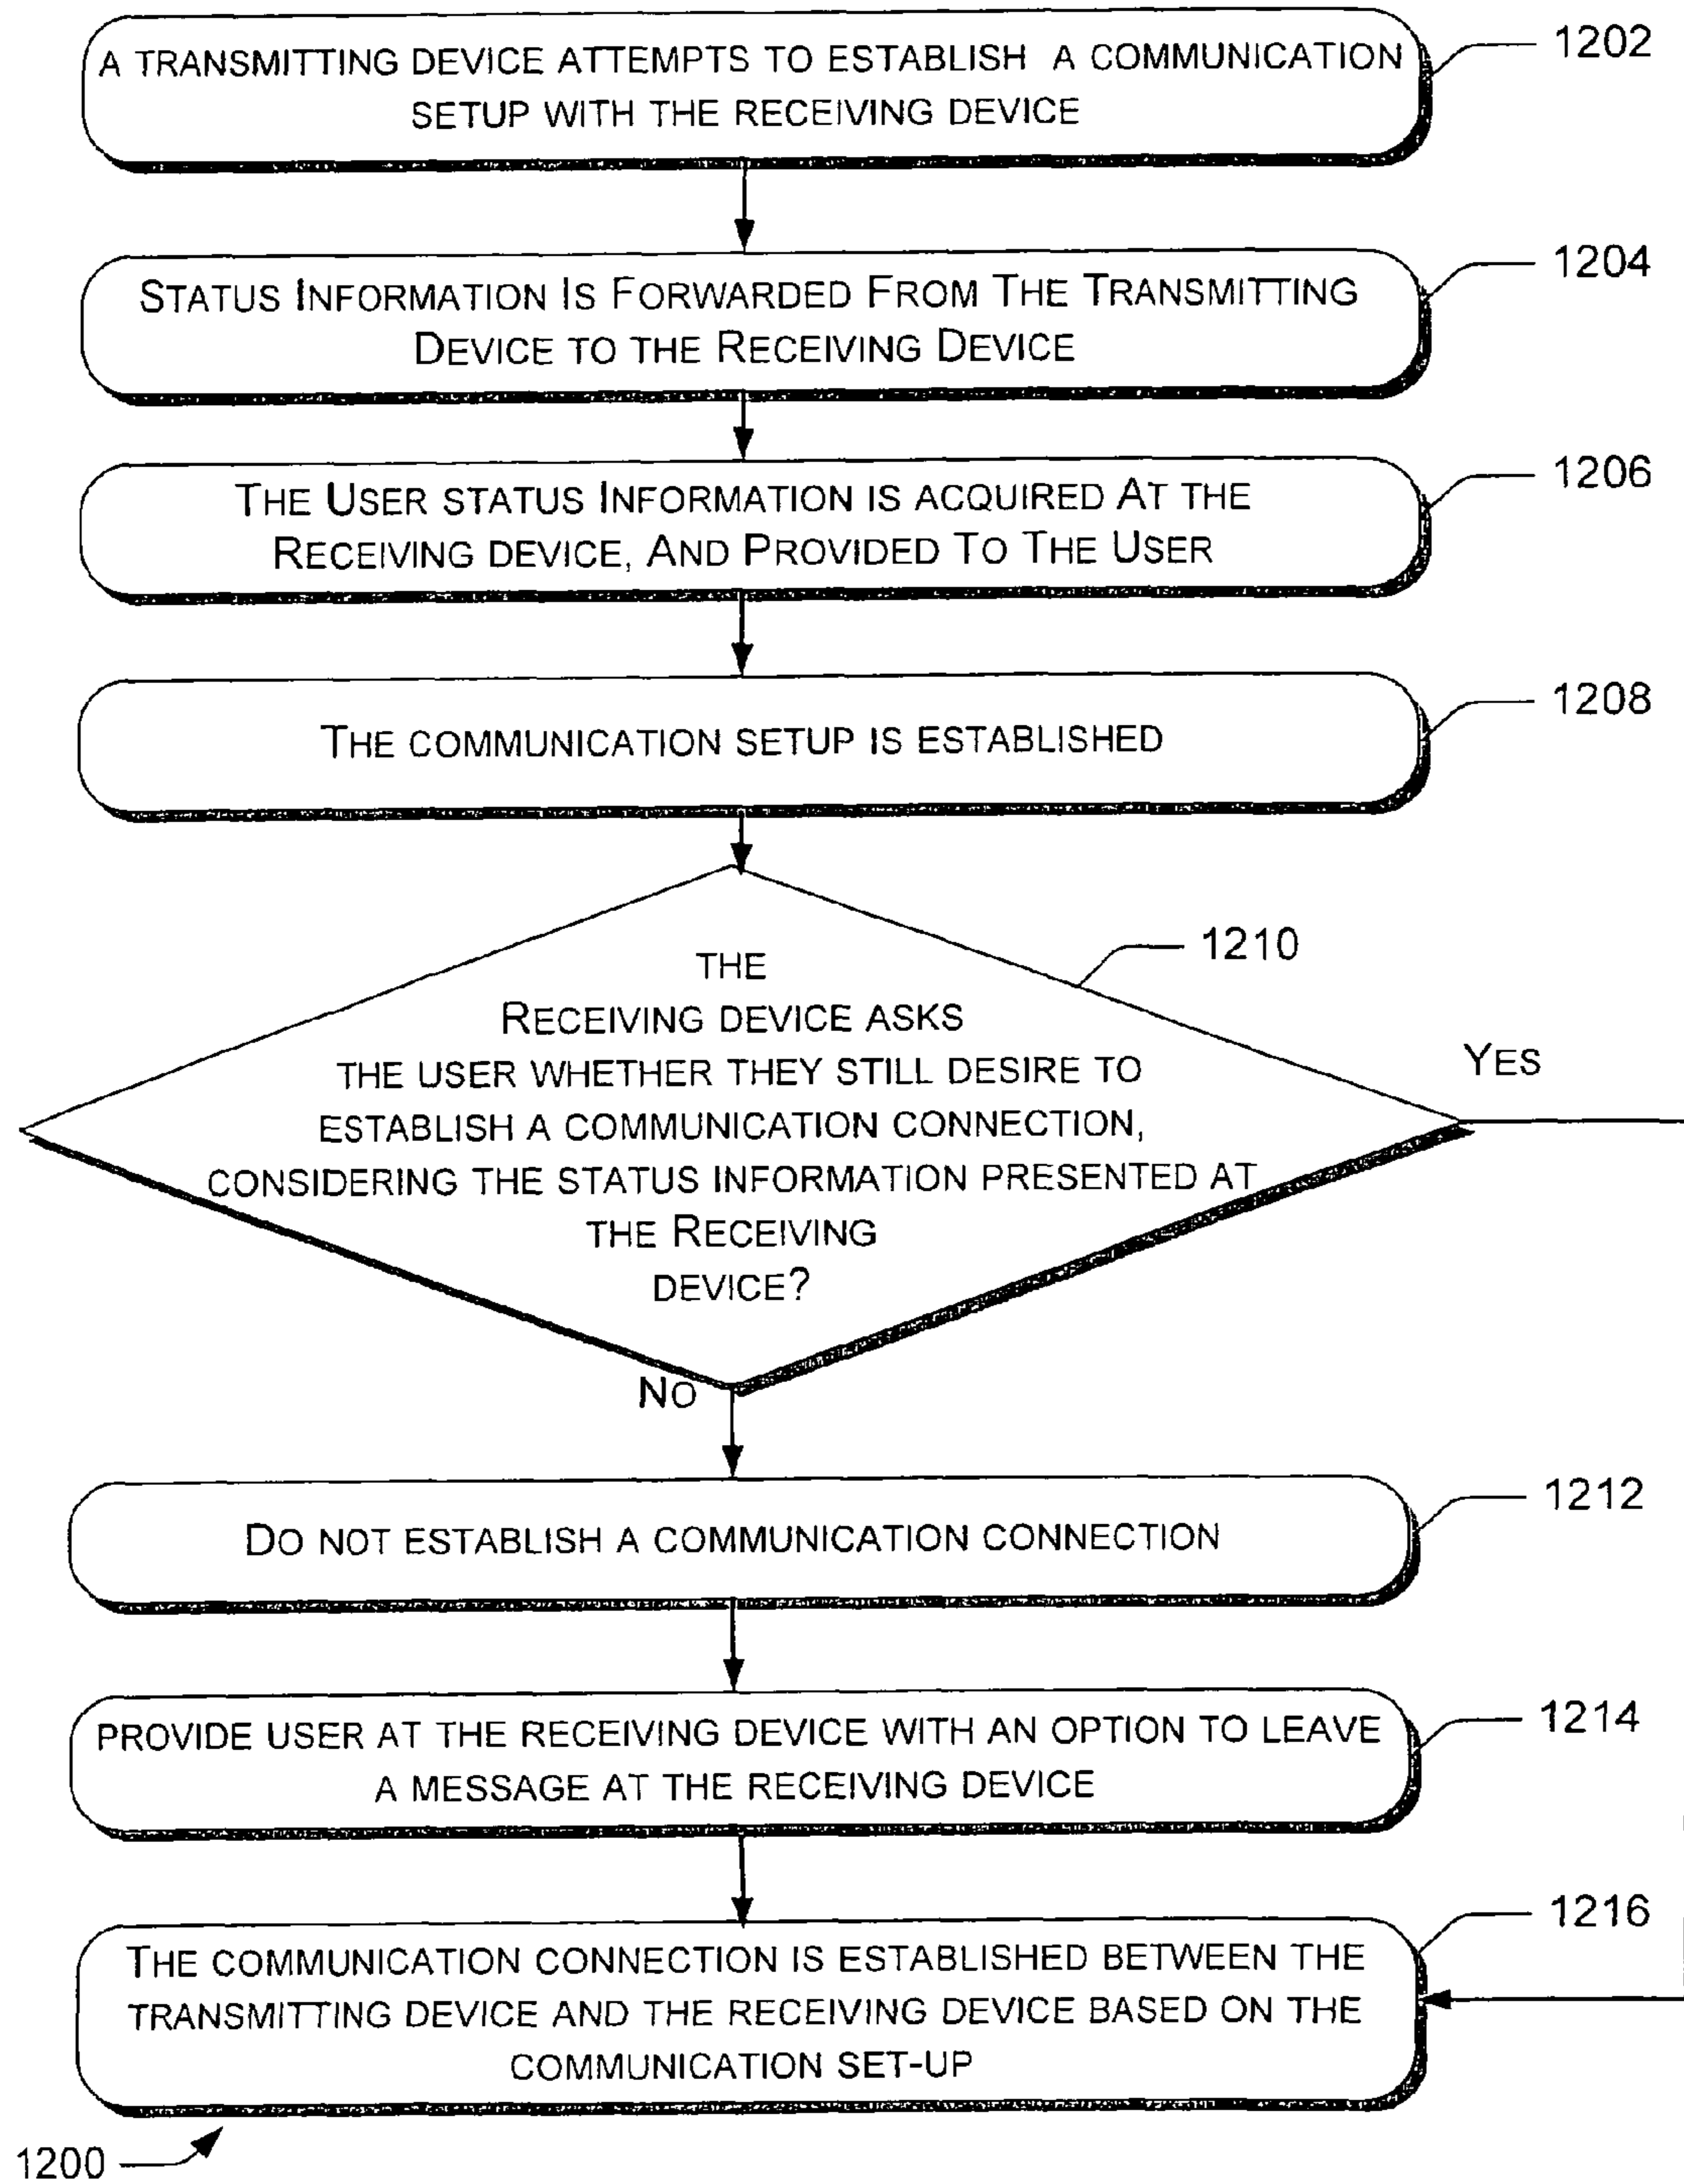 A TRANSMITTING DEVICE ATTEMPTS TO ESTABLISH A COMMUNICATION
SETUP WITH THE RECEIVING DEVICE
1202
STATUS INFORMATION IS FORWARDED FROM THE TRANSMITTING
DEVICE TO THE RECEIVING DEVICE
1204
THE USER STATUS INFORMATION IS ACQUIRED AT THE
RECEIVING DEVICE, AND PROVIDED TO THE USER
1206
THE COMMUNICATION SETUP IS ESTABLISHED
1208
THE
RECEIVING DEVICE ASKS
THE USER WHETHER THEY STILL DESIRE TO
ESTABLISH A COMMUNICATION CONNECTION,
CONSIDERING THE STATUS INFORMATION PRESENTED AT
THE RECEIVING
DEVICE?
1210
YES
NO
DO NOT ESTABLISH A COMMUNICATION CONNECTION
1212
PROVIDE USER AT THE RECEIVING DEVICE WITH AN OPTION TO LEAVE
A MESSAGE AT THE RECEIVING DEVICE
1214
THE COMMUNICATION CONNECTION IS ESTABLISHED BETWEEN THE
TRANSMITTING DEVICE AND THE RECEIVING DEVICE BASED ON THE
COMMUNICATION SET-UP
1216
1200